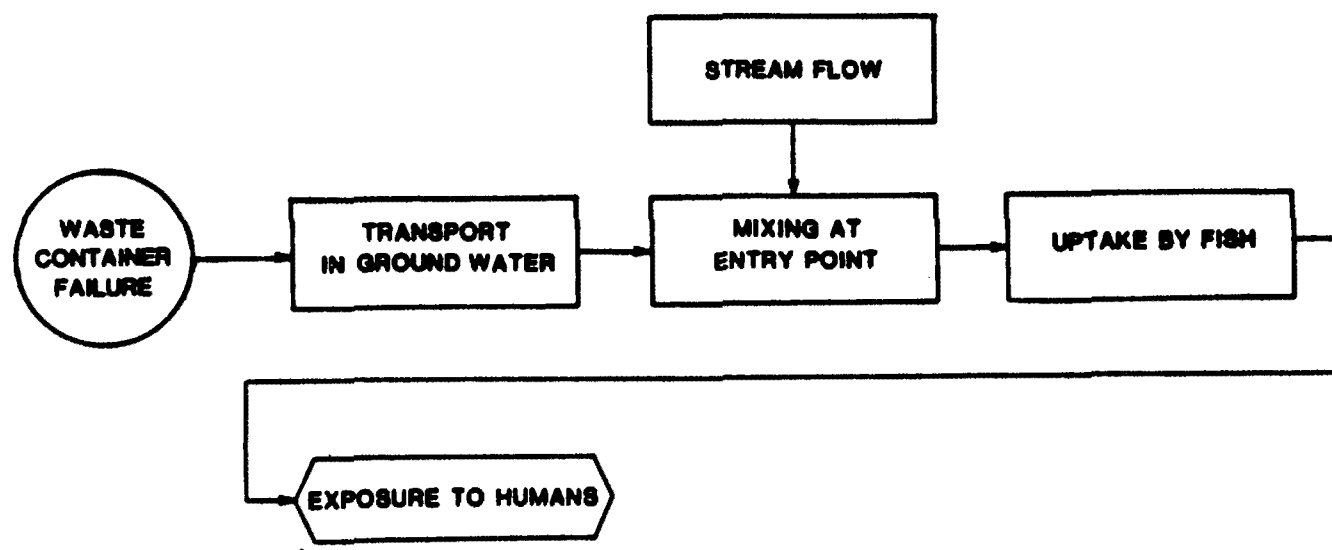 STREAM FLOW
WASTE
CONTAINER
FAILURE
TRANSPORT
IN GROUND WATER
MIXING AT
ENTRY POINT
UPTAKE BY FISH
EXPOSURE TO HUMANS